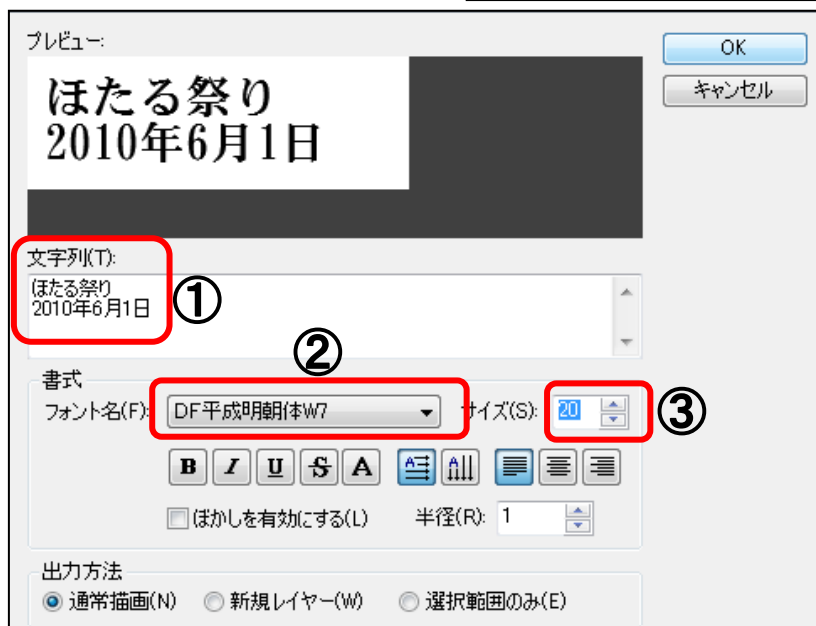 プレビュー:
OK
キャンセル
ほたる祭り
2010年6月1日
文字列(T):
ほたる祭り
2010年6月1日
①
②
書式
フォント名(F):
DF平成明朝体W7
サイズ(S):
20
③
B I U S A
ぼかしを有効にする(L)
半径(R):
1
出力方法
通常描画(N)
新規レイヤー(W)
選択範囲のみ(E)